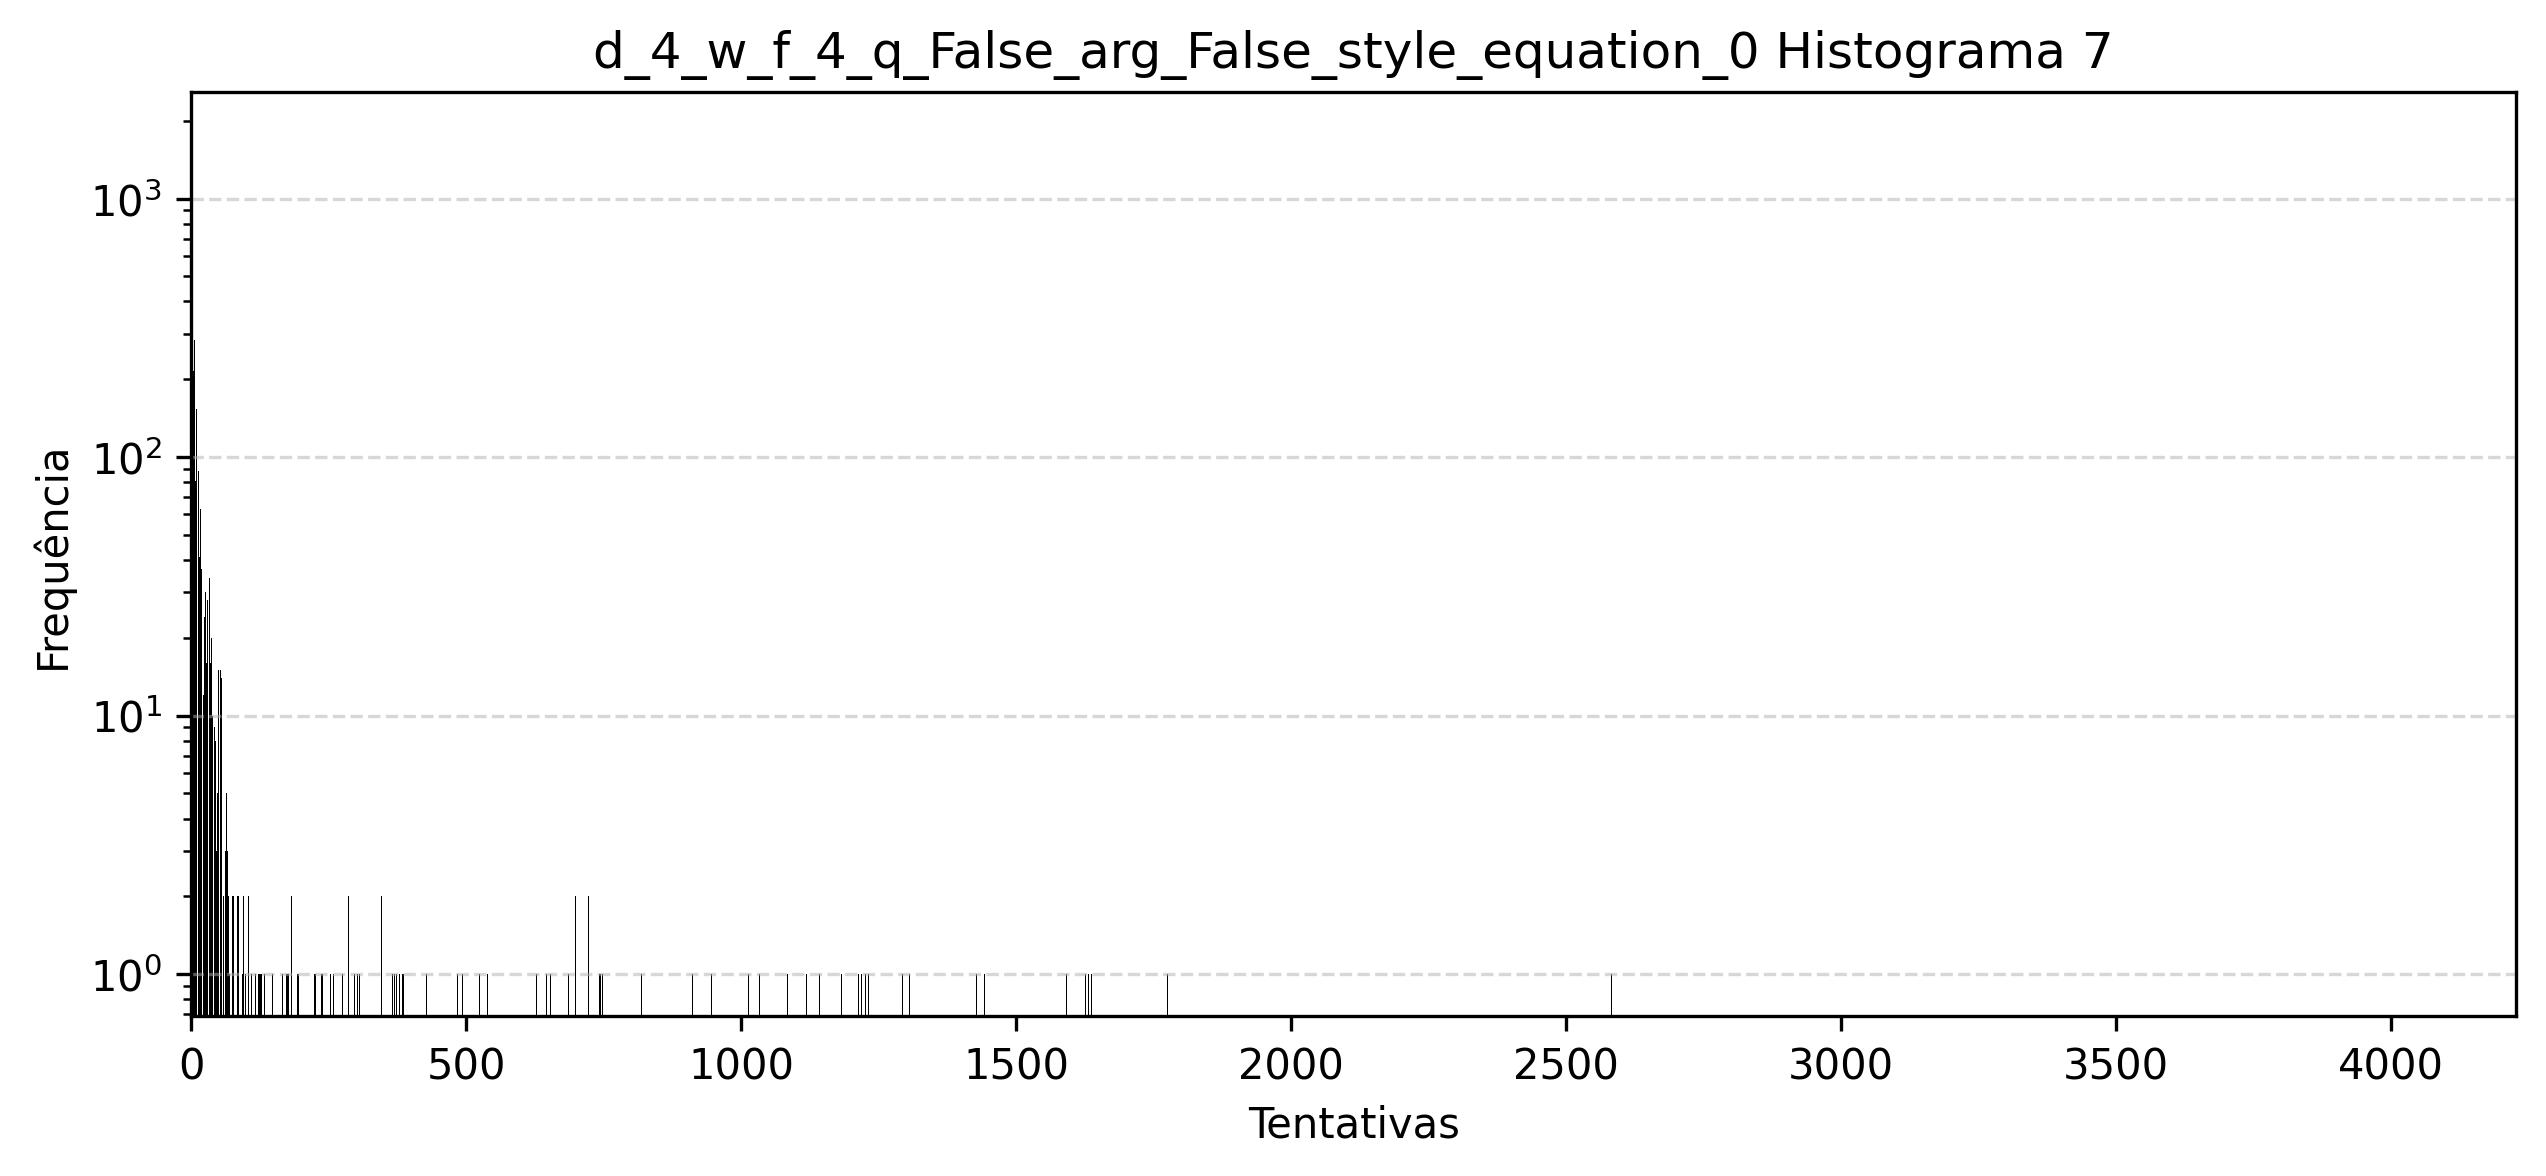 d_4_w_f_4_q_False_arg_False_style_equation_0 Histograma 7
10³
10²
10¹
10⁰
Frequência
0 500 1000 1500 2000 2500 3000 3500 4000
Tentativas